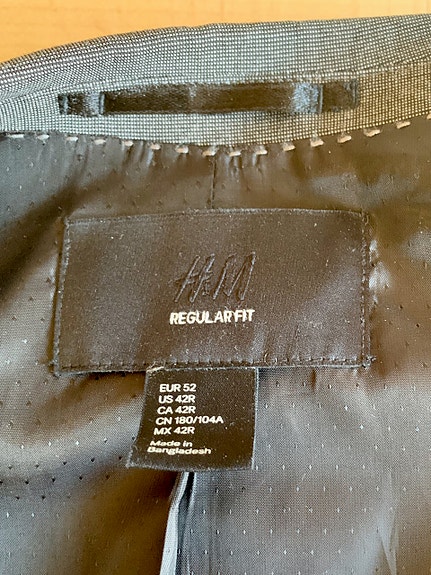 H&M
REGULAR FIT
EUR 52
US 42R
CA 42R
CN 180/104A
MX 42R
Made in
Bangladesh